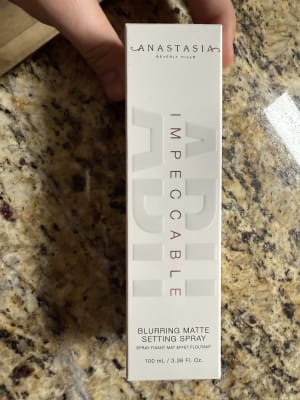 ANASTASIA
BEVERLY HILLS
ABH
IMPECCABLE
BLURRING MATTE
SETTING SPRAY
SPRAY FIXANT MAT EFFET FLOUTANT
100 mL / 3.38 Fl. Oz.